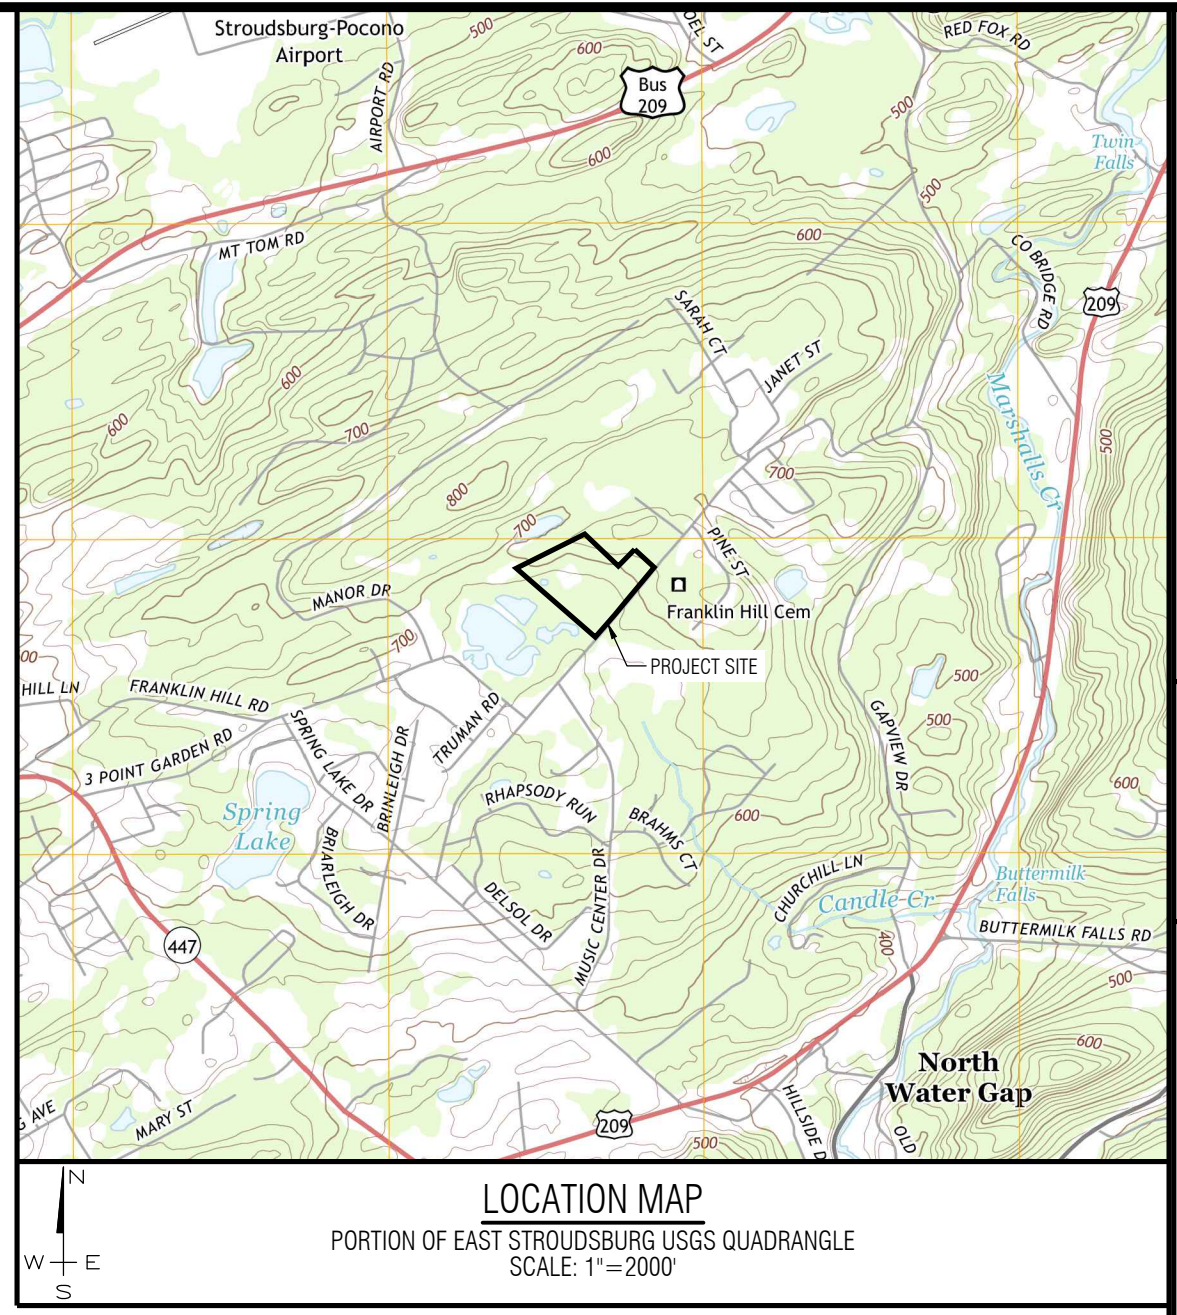 Stroudsburg-Pocono
Airport
AIRPORT RD
500
600
Bus
209
RED FOX RD
500
Twin
Falls
600
500
MT TOM RD
600
CO BRIDGE RD
209
SARAH CT
JANET ST
Marshalls Cr
600
600
700
500
800
700
700
PINE ST
MANOR DR
Franklin Hill Cem
700
PROJECT SITE
HILL LN
FRANKLIN HILL RD
500
500
GAPVIEW DR
SPRING LAKE DR
TRUMAN RD
3 POINT GARDEN RD
BRINLEIGH DR
RHAPSODY RUN
BRAHMS CT
600
600
Spring
Lake
BRIARLEIGH DR
MUSIC CENTER DR
DELSOL DR
CHURCHILL LN
Candle Cr
Buttermilk
Falls
BUTTERMILK FALLS RD
447
400
500
600
North
Water Gap
MARY ST
AVE
209
500
HILLSIDE D
OLD
N
W E
S
LOCATION MAP
PORTION OF EAST STROUDSBURG USGS QUADRANGLE
SCALE: 1"=2000'